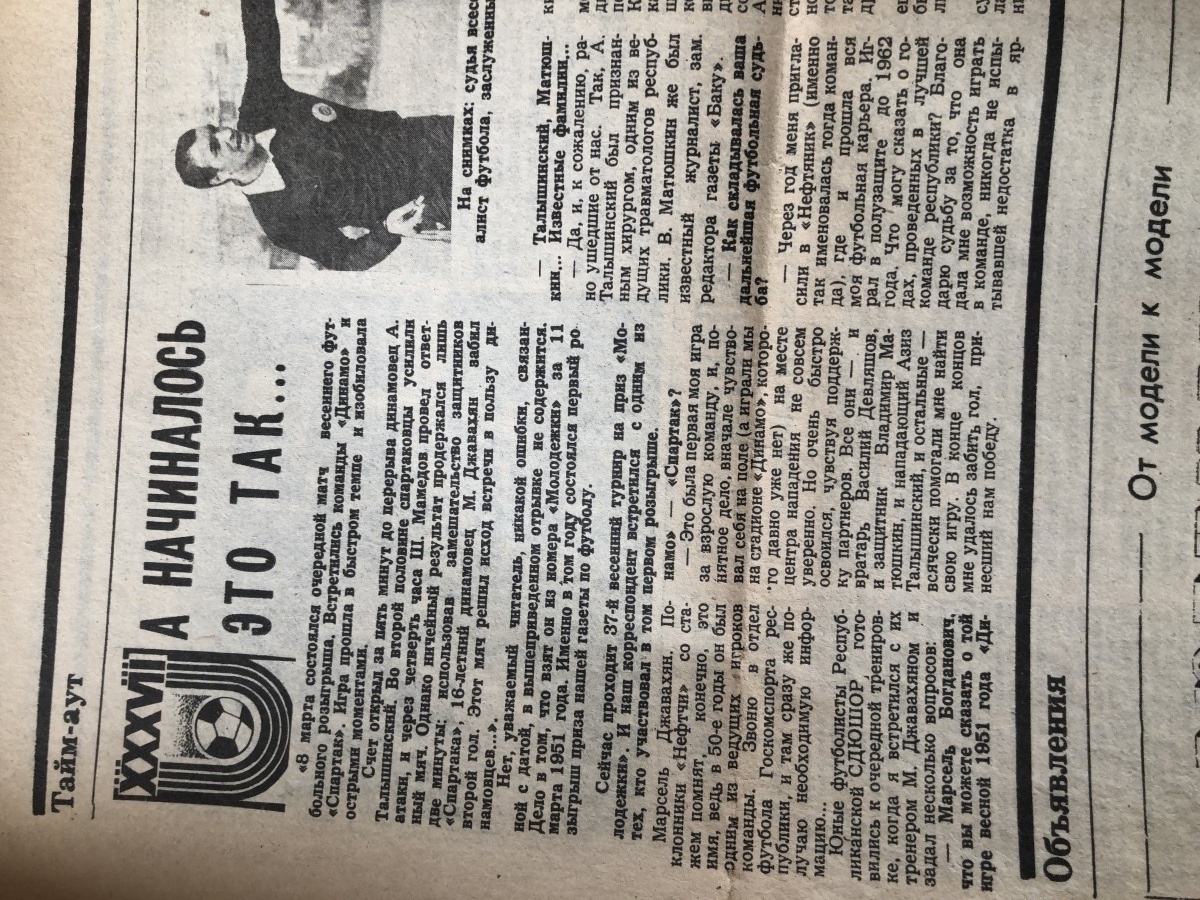 Тайм-аут
XXXVII
А НАЧИНАЛОСЬ
ЭТО ТАК...
«8 марта состоялся очередной матч весеннего фут-
больного розыгрыша. Встретились команды «Динамо» и
«Спартак». Игра прошла в быстром темпе и изобиловала
острыми моментами.
Счет открыл за пять минут до перерыва динамовец А.
Талышинский. Во второй половине спартаковцы усилили
атаки, и через четверть часа Ш. Мамедов провел ответ-
ный мяч. Однако ничейный результат продержался лишь
две минуты: использовав замешательство защитников
«Спартака», 16-летний динамовец М. Джавахян забил
второй гол. Этот мяч решил исход встречи в пользу ди-
намовцев...».
Нет, уважаемый читатель, никакой ошибки, связан-
ной с датой, в вышеприведенном отрывке не содержится.
Дело в том, что взят он из номера «Молодежки» за 11
марта 1951 года. Именно в том году состоялся первый ро
зыгрыш приза нашей газеты по футболу.
Сейчас проходит 37-й весенний турнир на приз «Мо-
лодежки». И наш корреспондент встретился с одним из
тех, кто участвовал в том первом розыгрыше.
Марсель Джавахян. По-
клонники «Нефтчи» со ста-
жем помнят, конечно, это
имя, ведь в 50-е годы он был
одним из ведущих игроков
команды. Звоню в отдел
футбола Госкомспорта рес-
публики, и там сразу же по-
лучаю необходимую инфор
мацию...
Юные футболисты Респуб-
ликанской СДЮШОР гото-
вились к очередной трениров-
ке, когда я встретился с их
тренером М. Джавахяном и
задал несколько вопросов:
— Марсель Богданович,
что вы можете сказать о той
игре весной 1951 года «Ди-
намо» — «Спартак»?
— Это была первая моя игра
за взрослую команду, и, по-
нятное дело, вначале чувство-
вал себя на поле (а играли мы
на стадионе «Динамо», которо-
го давно уже нет) на месте
центра нападения не совсем
уверенно. Но очень быстро
освоился, чувствуя поддерж-
ку партнеров. Все они — и
вратарь Василий Девляшов,
и защитник Владимир Ма-
тюшкин, и нападающий Азиз
Талышинский, и остальные —
всячески помогали мне найти
свою игру. В конце концов
мне удалось забить гол, при-
несший нам победу.
На снимках: судья всесо
алист футбола, заслуженны
— Талышинский, Матюш-
кин... Известные фамилии...
— Да, и, к сожалению, ра-
но ушедшие от нас. Так, А.
Талышинский был признан-
ным хирургом, одним из ве-
дущих травматологов респуб-
лики. В. Матюшкин же был
известный журналист, зам.
редактора газеты «Баку».
— Как складывалась ваша
дальнейшая футбольная судь-
ба?
— Через год меня пригла-
сили в «Нефтяник» (именно
так именовалась тогда коман-
да), где и прошла вся
моя футбольная карьера. Иг-
рал в полузащите до 1962
года. Что могу сказать о го-
дах, проведенных в лучшей
команде республики? Благо-
дарю судьбу за то, что она
дала мне возможность играть
в команде, никогда не испы-
тывавшей недостатка в яр-
Объявления
От модели к модели